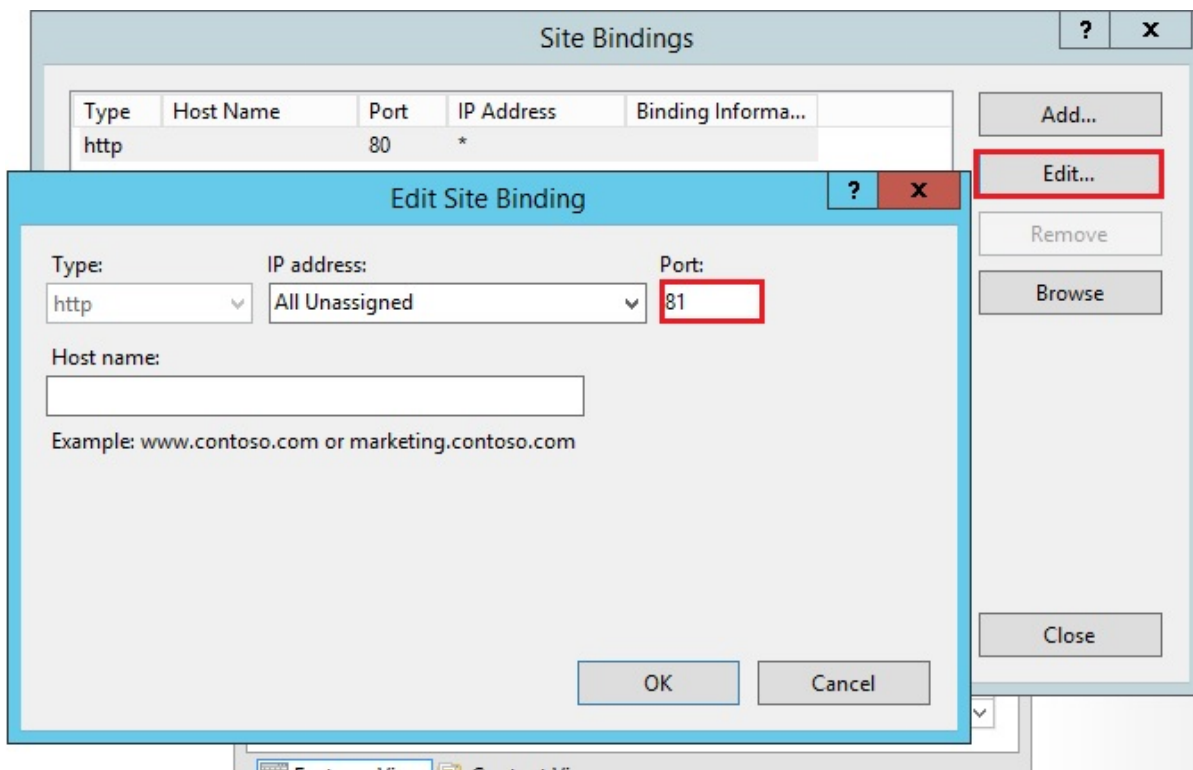 Site Bindings
? x
Type Host Name Port IP Address Binding Informa...
http 80 *
Add...
Edit...
Remove
Browse
Close
Edit Site Binding
? x
Type: IP address: Port:
http All Unassigned 81
Host name:
Example: www.contoso.com or marketing.contoso.com
OK Cancel